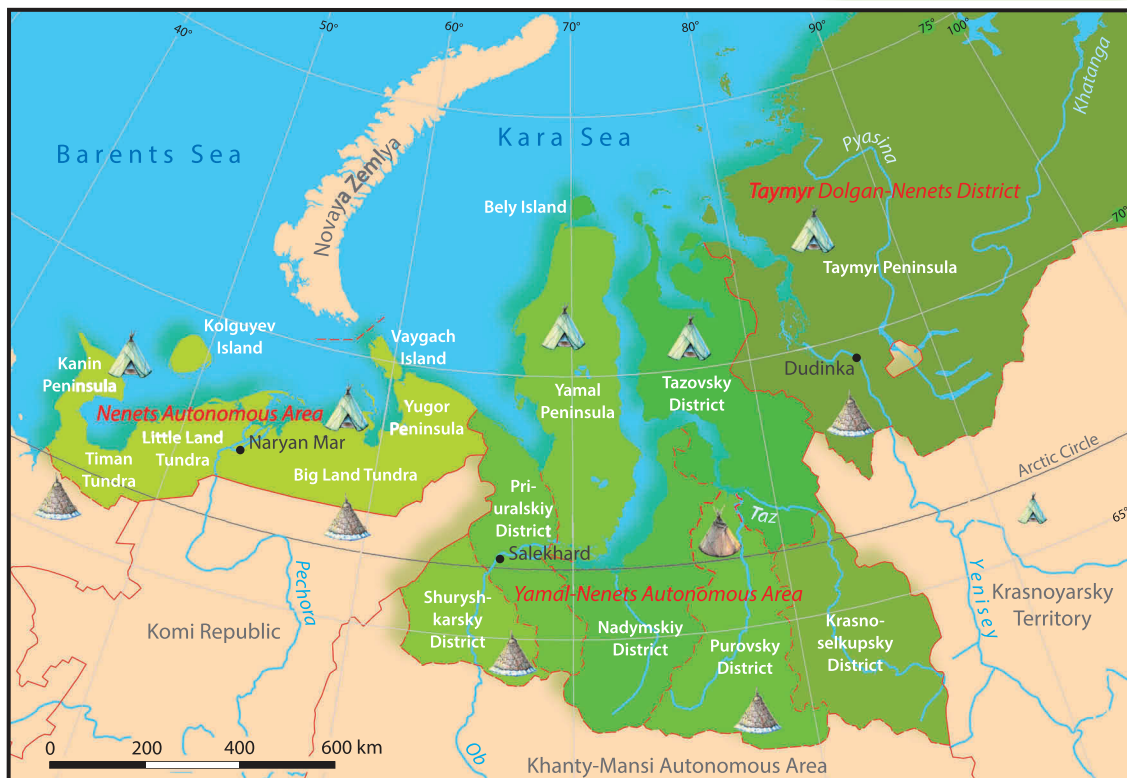 40°
50°
60°
70°
80°
90°
75°
100°
Khatanga
Barents Sea
Kara Sea
Pyasina
Novaya Zemlya
Taymyr Dolgan-Nenets District
Bely Island
70°
Taymyr Peninsula
Kolguyev
Island
Vaygach
Island
Kanin
Peninsula
Dudinka
Yamal
Peninsula
Tazovsky
District
Nenets Autonomous Area
Yugor
Peninsula
Little Land
Tundra
Naryan Mar
Timan
Tundra
Big Land Tundra
Arctic Circle
Pri-
uralskiy
District
Taz
65°
Salekhard
Pechora
Yenisey
Shurysh-
karsky
District
Yamal-Nenets Autonomous Area
Krasnoyarsky
Territory
Komi Republic
Nadymskiy
District
Purovsky
District
Krasno-
selkupsky
District
0 200 400 600 km
Ob
Khanty-Mansi Autonomous Area